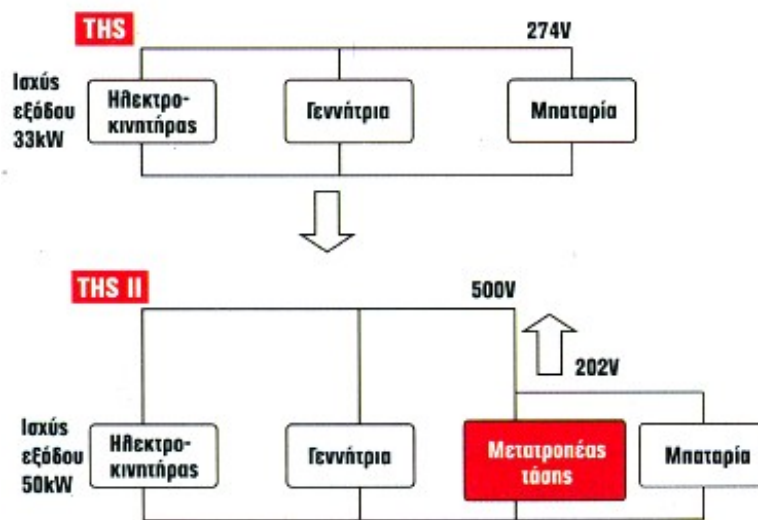 THS
274V
Ισχύς
εξόδου
33kW
Ηλεκτρο-
κινητήρας
Γεννήτρια
Μπαταρία
THS II
500V
202V
Ισχύς
εξόδου
50kW
Ηλεκτρο-
κινητήρας
Γεννήτρια
Μετατροπέας
τάσης
Μπαταρία